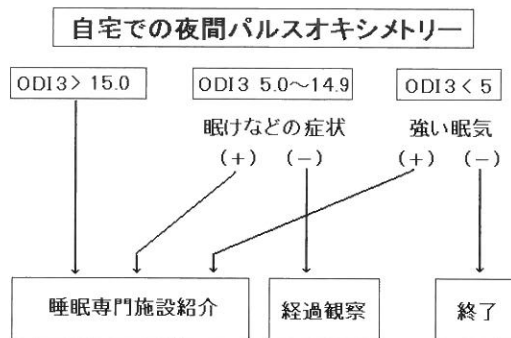 自宅での夜間パルスオキシメトリー
ODI3> 15.0
ODI3 5.0～14.9
ODI3 < 5
眠けなどの症状
強い眠気
(+) (−)
(+) (−)
睡眠専門施設紹介
経過観察
終了